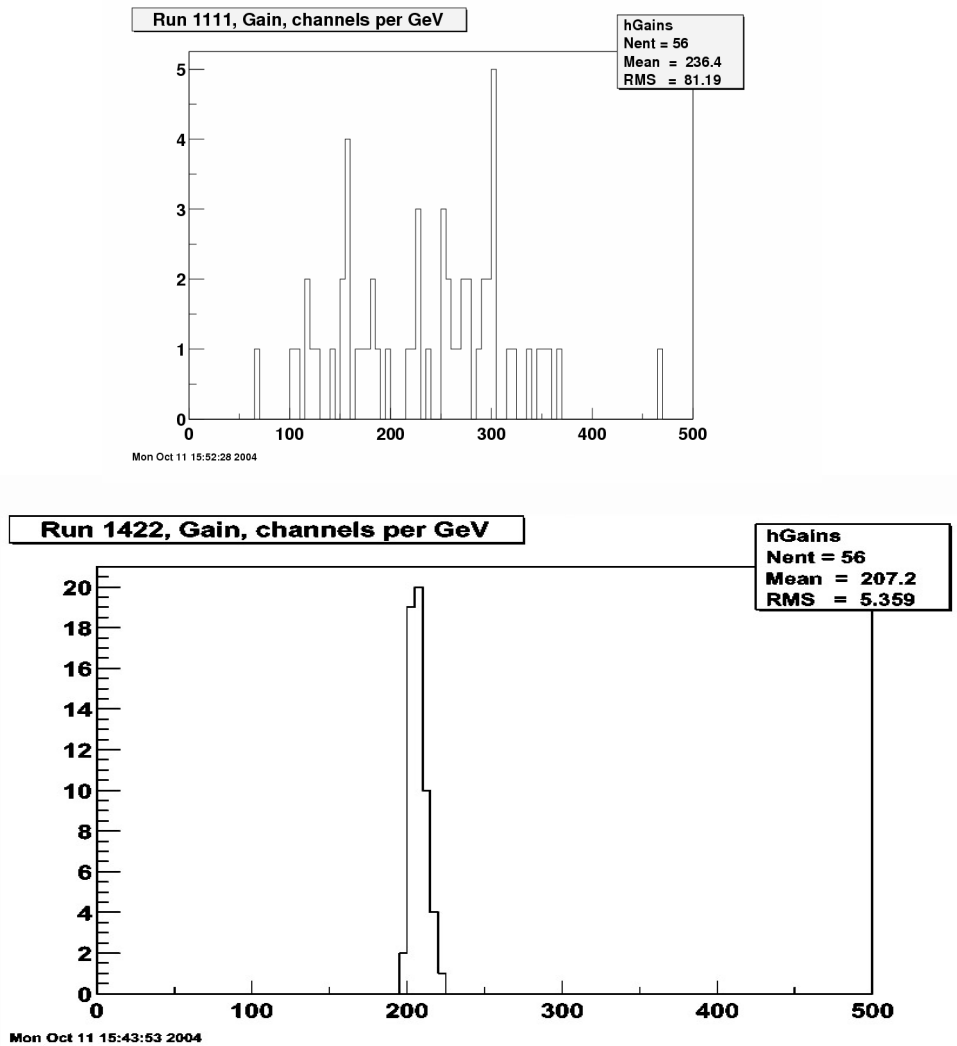 Run 1111, Gain, channels per GeV
hGains
Nent = 56
Mean = 236.4
RMS = 81.19
5
4
3
2
1
0
0 100 200 300 400 500
Mon Oct 11 15:52:28 2004
Run 1422, Gain, channels per GeV
hGains
Nent = 56
Mean = 207.2
RMS = 5.359
20
18
16
14
12
10
8
6
4
2
0
0 100 200 300 400 500
Mon Oct 11 15:43:53 2004